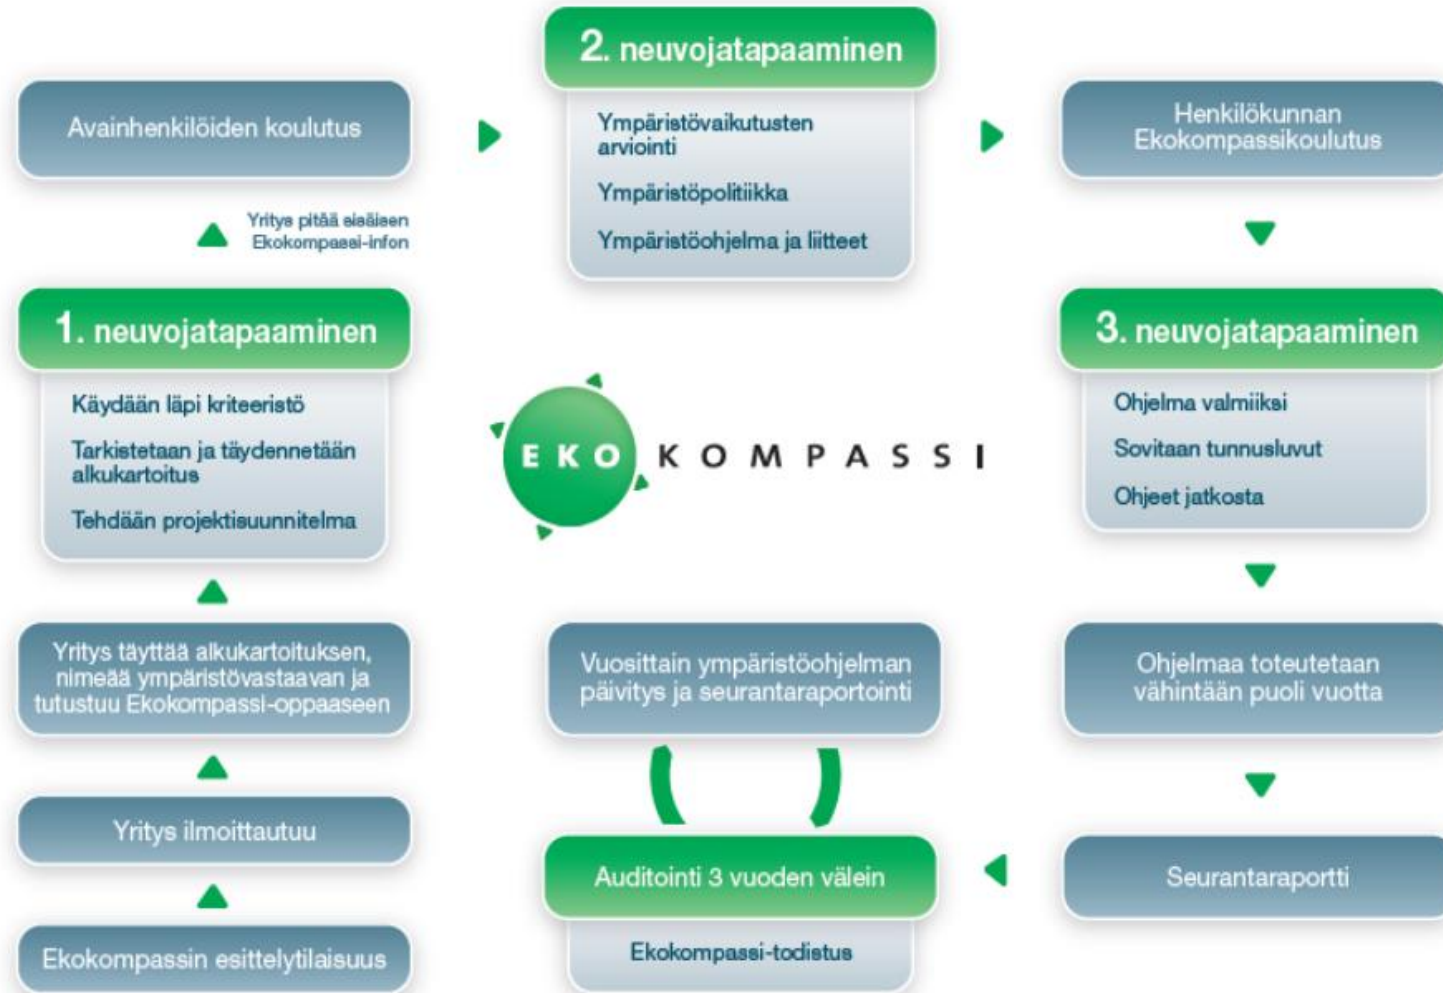 2. neuvojatapaaminen
Ympäristövaikutusten
arviointi
Ympäristöpolitiikka
Ympäristöohjelma ja liitteet
Avainhenkilöiden koulutus
Henkilökunnan
Ekokompassikoulutus
Yritys pitää sisäisen
Ekokompassi-infon
1. neuvojatapaaminen
Käydään läpi kriteeristö
Tarkistetaan ja täydennetään
alkukartoitus
Tehdään projektisuunnitelma
EKOKOMPASSI
3. neuvojatapaaminen
Ohjelma valmiiksi
Sovitaan tunnusluvut
Ohjeet jatkosta
Yritys täyttää alkukartoituksen,
nimeää ympäristövastaavan ja
tutustuu Ekokompassi-oppaaseen
Vuosittain ympäristöohjelman
päivitys ja seurantaraportointi
Ohjelmaa toteutetaan
vähintään puoli vuotta
Yritys ilmoittautuu
Auditointi 3 vuoden välein
Ekokompassi-todistus
Seurantaraportti
Ekokompassin esittelytilaisuus